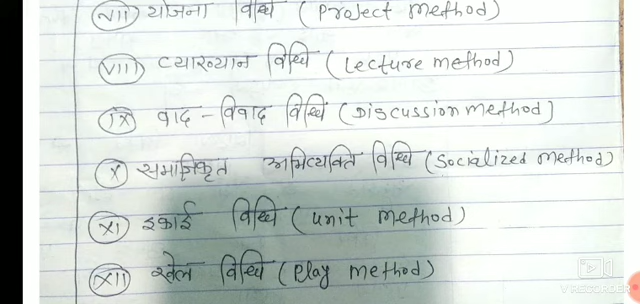 (VII) योजना विधि (Project Method)
(VIII) व्याख्यान विधि (Lecture method)
(IX) वाद-विवाद विधि (Discussion method)
(X) समाजिकृत अभिव्यक्ति विधि (Socialized method)
(XI) इकाई विधि (Unit Method)
(XII) खेल विधि (Play Method)
V RECORDER